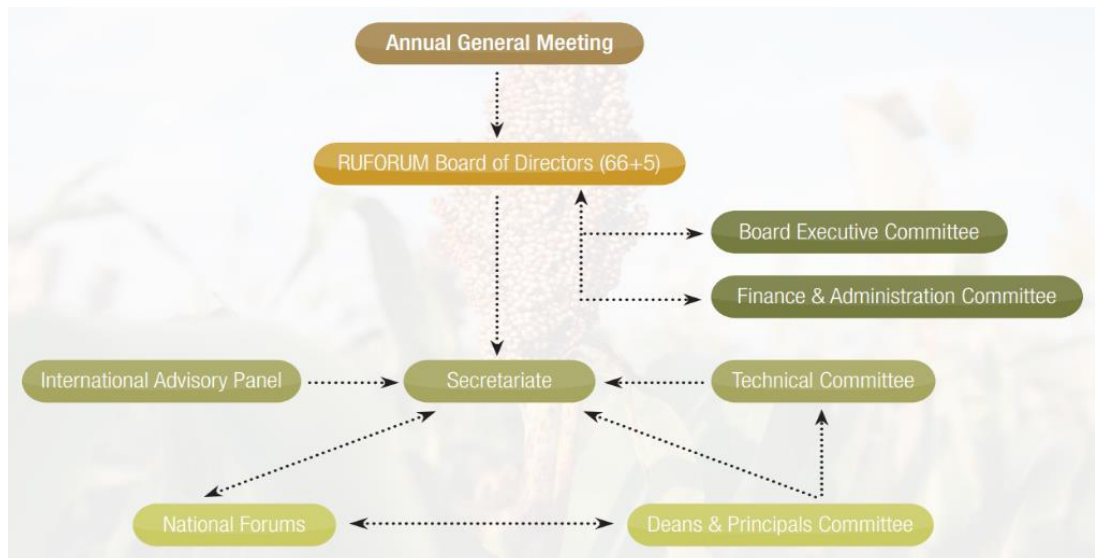 Annual General Meeting
RUFORUM Board of Directors (66+5)
Board Executive Committee
Finance & Administration Committee
International Advisory Panel
Secretariate
Technical Committee
National Forums
Deans & Principals Committee